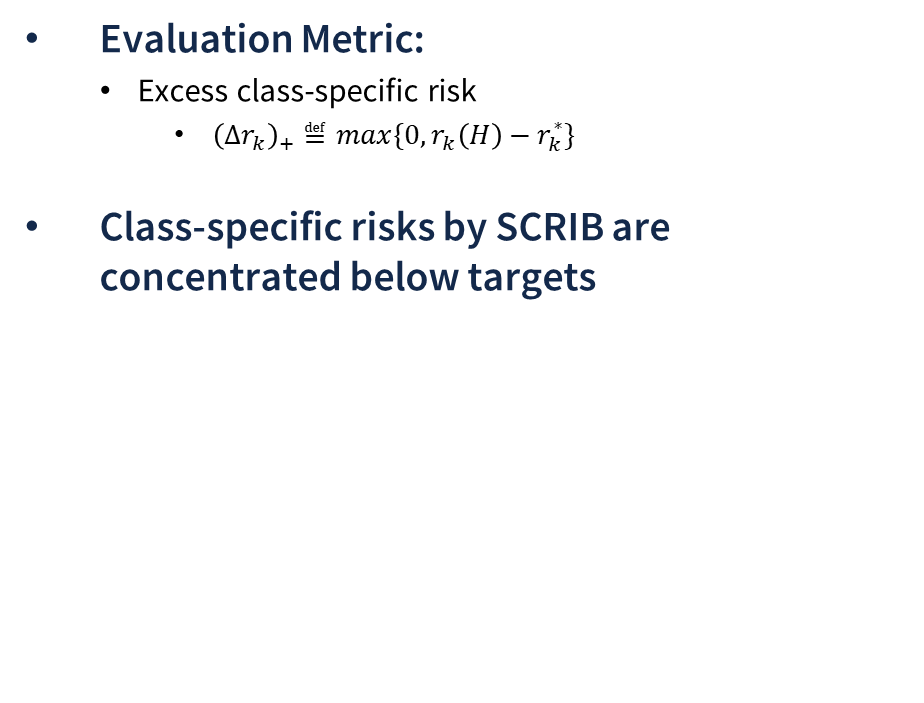 • Evaluation Metric:
• Excess class-specific risk
• (Δr_k)_+ ≝ max{0, r_k(H) − r_k^*}
• Class-specific risks by SCRIB are
concentrated below targets